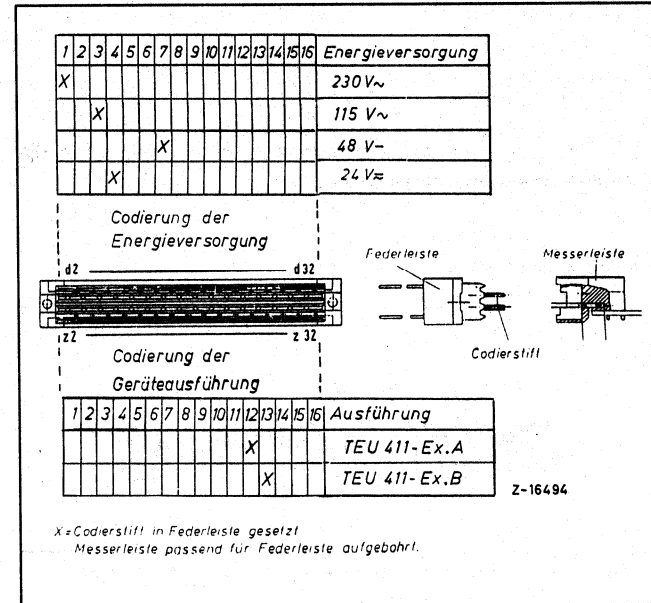 1 2 3 4 5 6 7 8 9 10 11 12 13 14 15 16 Energieversorgung
X 230 V~
X 115 V~
X 48 V–
X 24 V≂
Codierung der
Energieversorgung
d2 d32
z2 z 32
Federleiste
Messerleiste
Codierstift
Codierung der
Geräteausführung
1 2 3 4 5 6 7 8 9 10 11 12 13 14 15 16 Ausführung
X TEU 411-Ex.A
X TEU 411-Ex.B
Z-16494
X = Codierstift in Federleiste gesetzt
Messerleiste passend für Federleiste aufgebohrt.